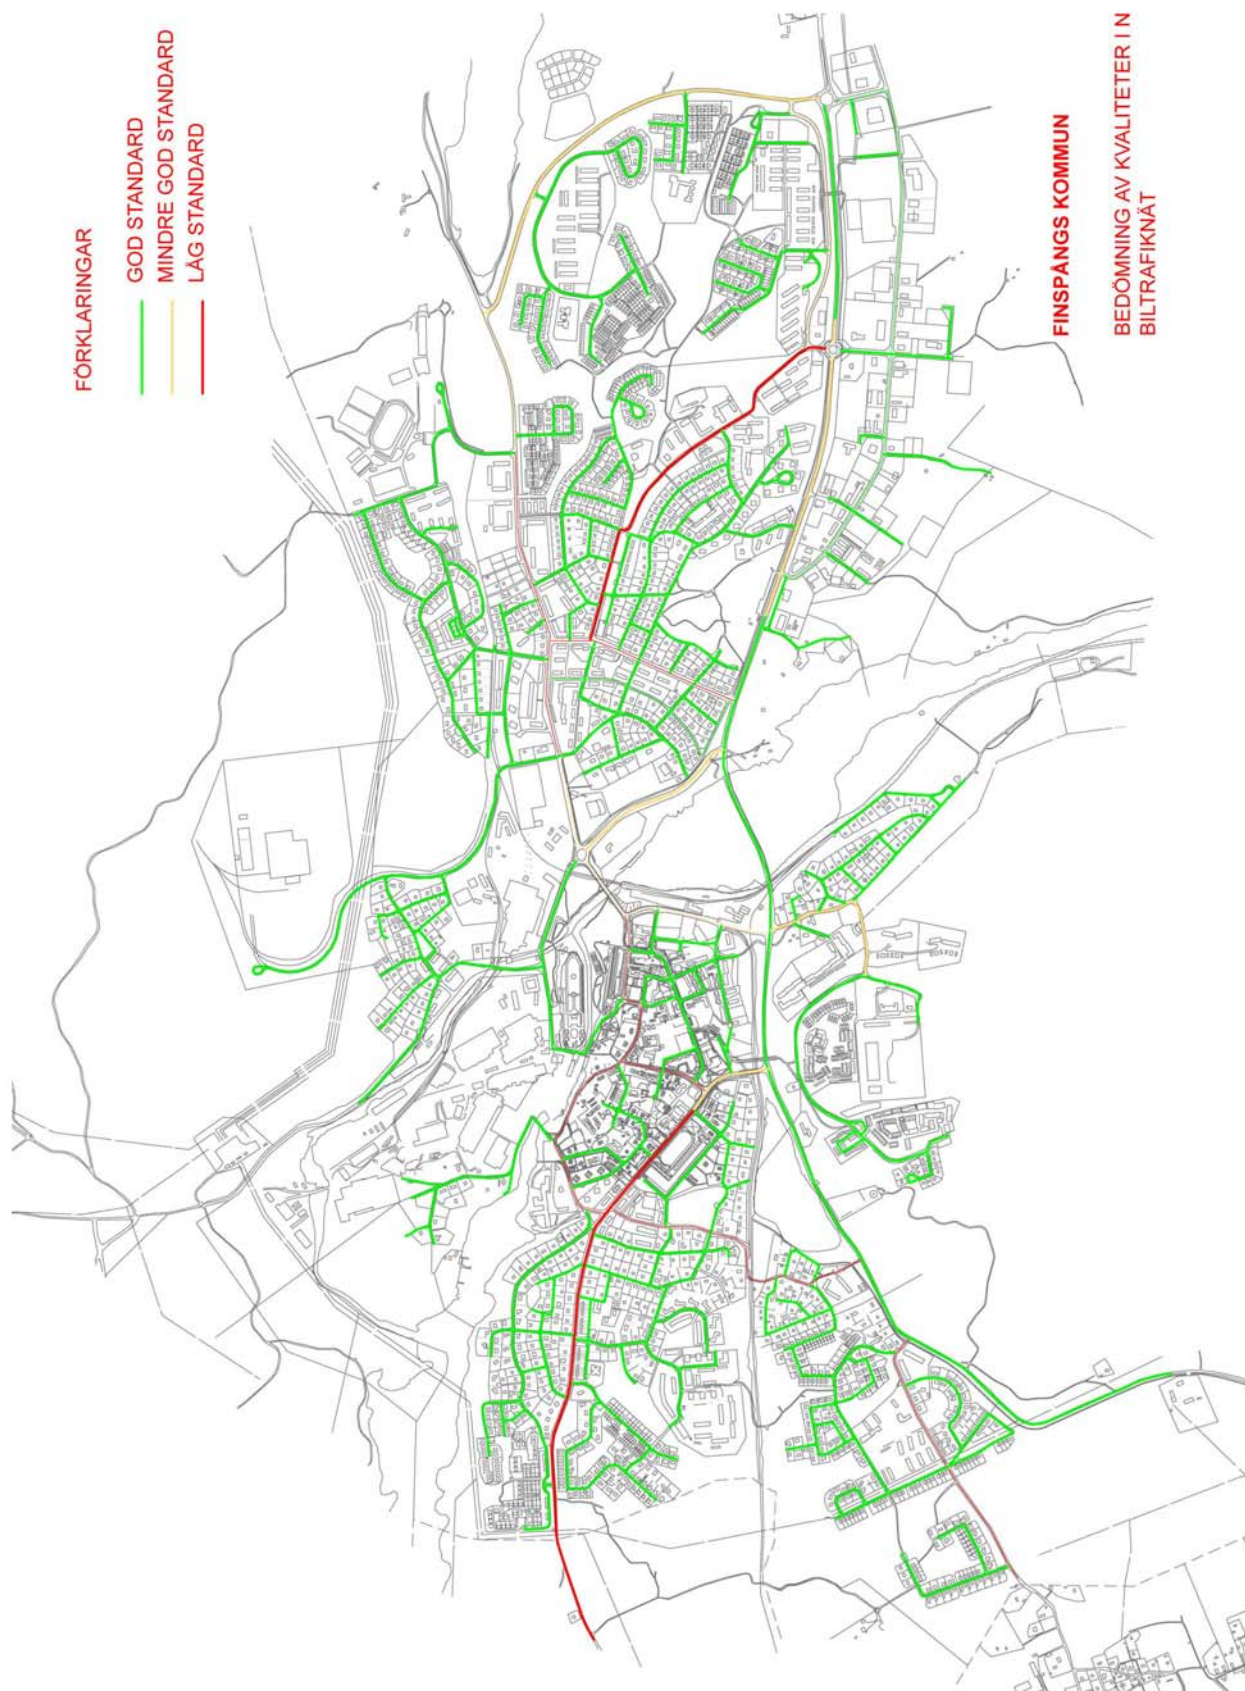 FÖRKLARINGAR
GOD STANDARD
MINDRE GOD STANDARD
LÅG STANDARD
FINSPÅNGS KOMMUN
BEDÖMNING AV KVALITETER I N
BILTRAFIKNÄT